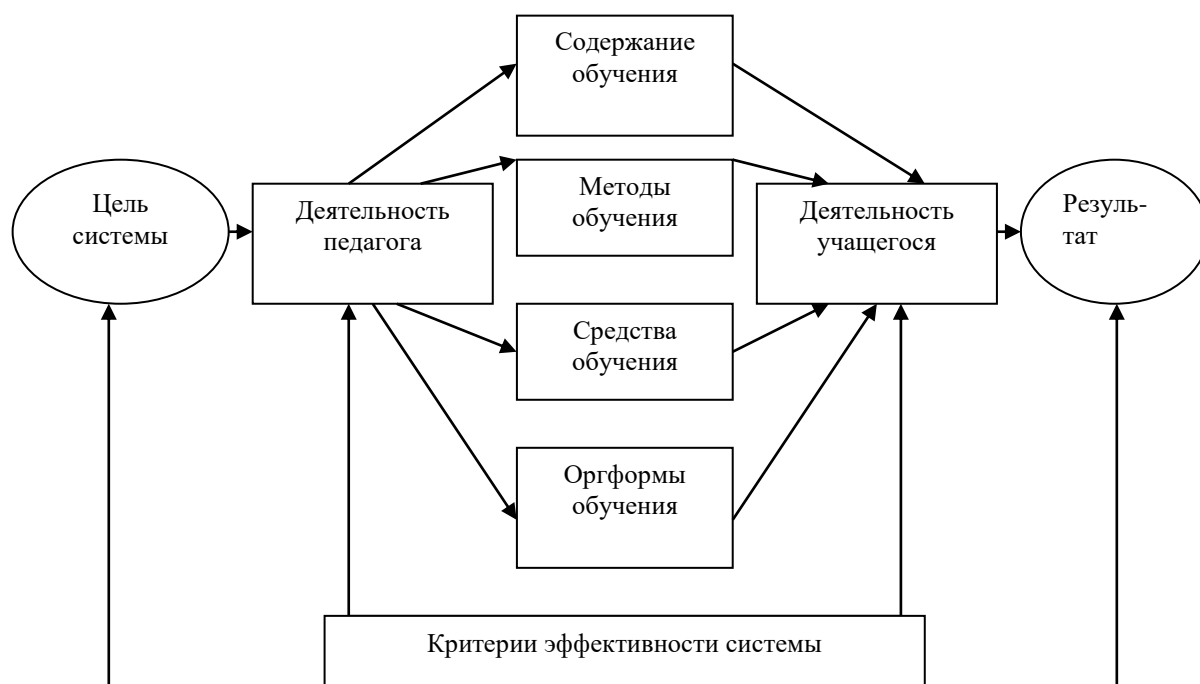 Содержание
обучения
Цель
системы
Деятельность
педагога
Методы
обучения
Деятельность
учащегося
Резуль-
тат
Средства
обучения
Оргформы
обучения
Критерии эффективности системы